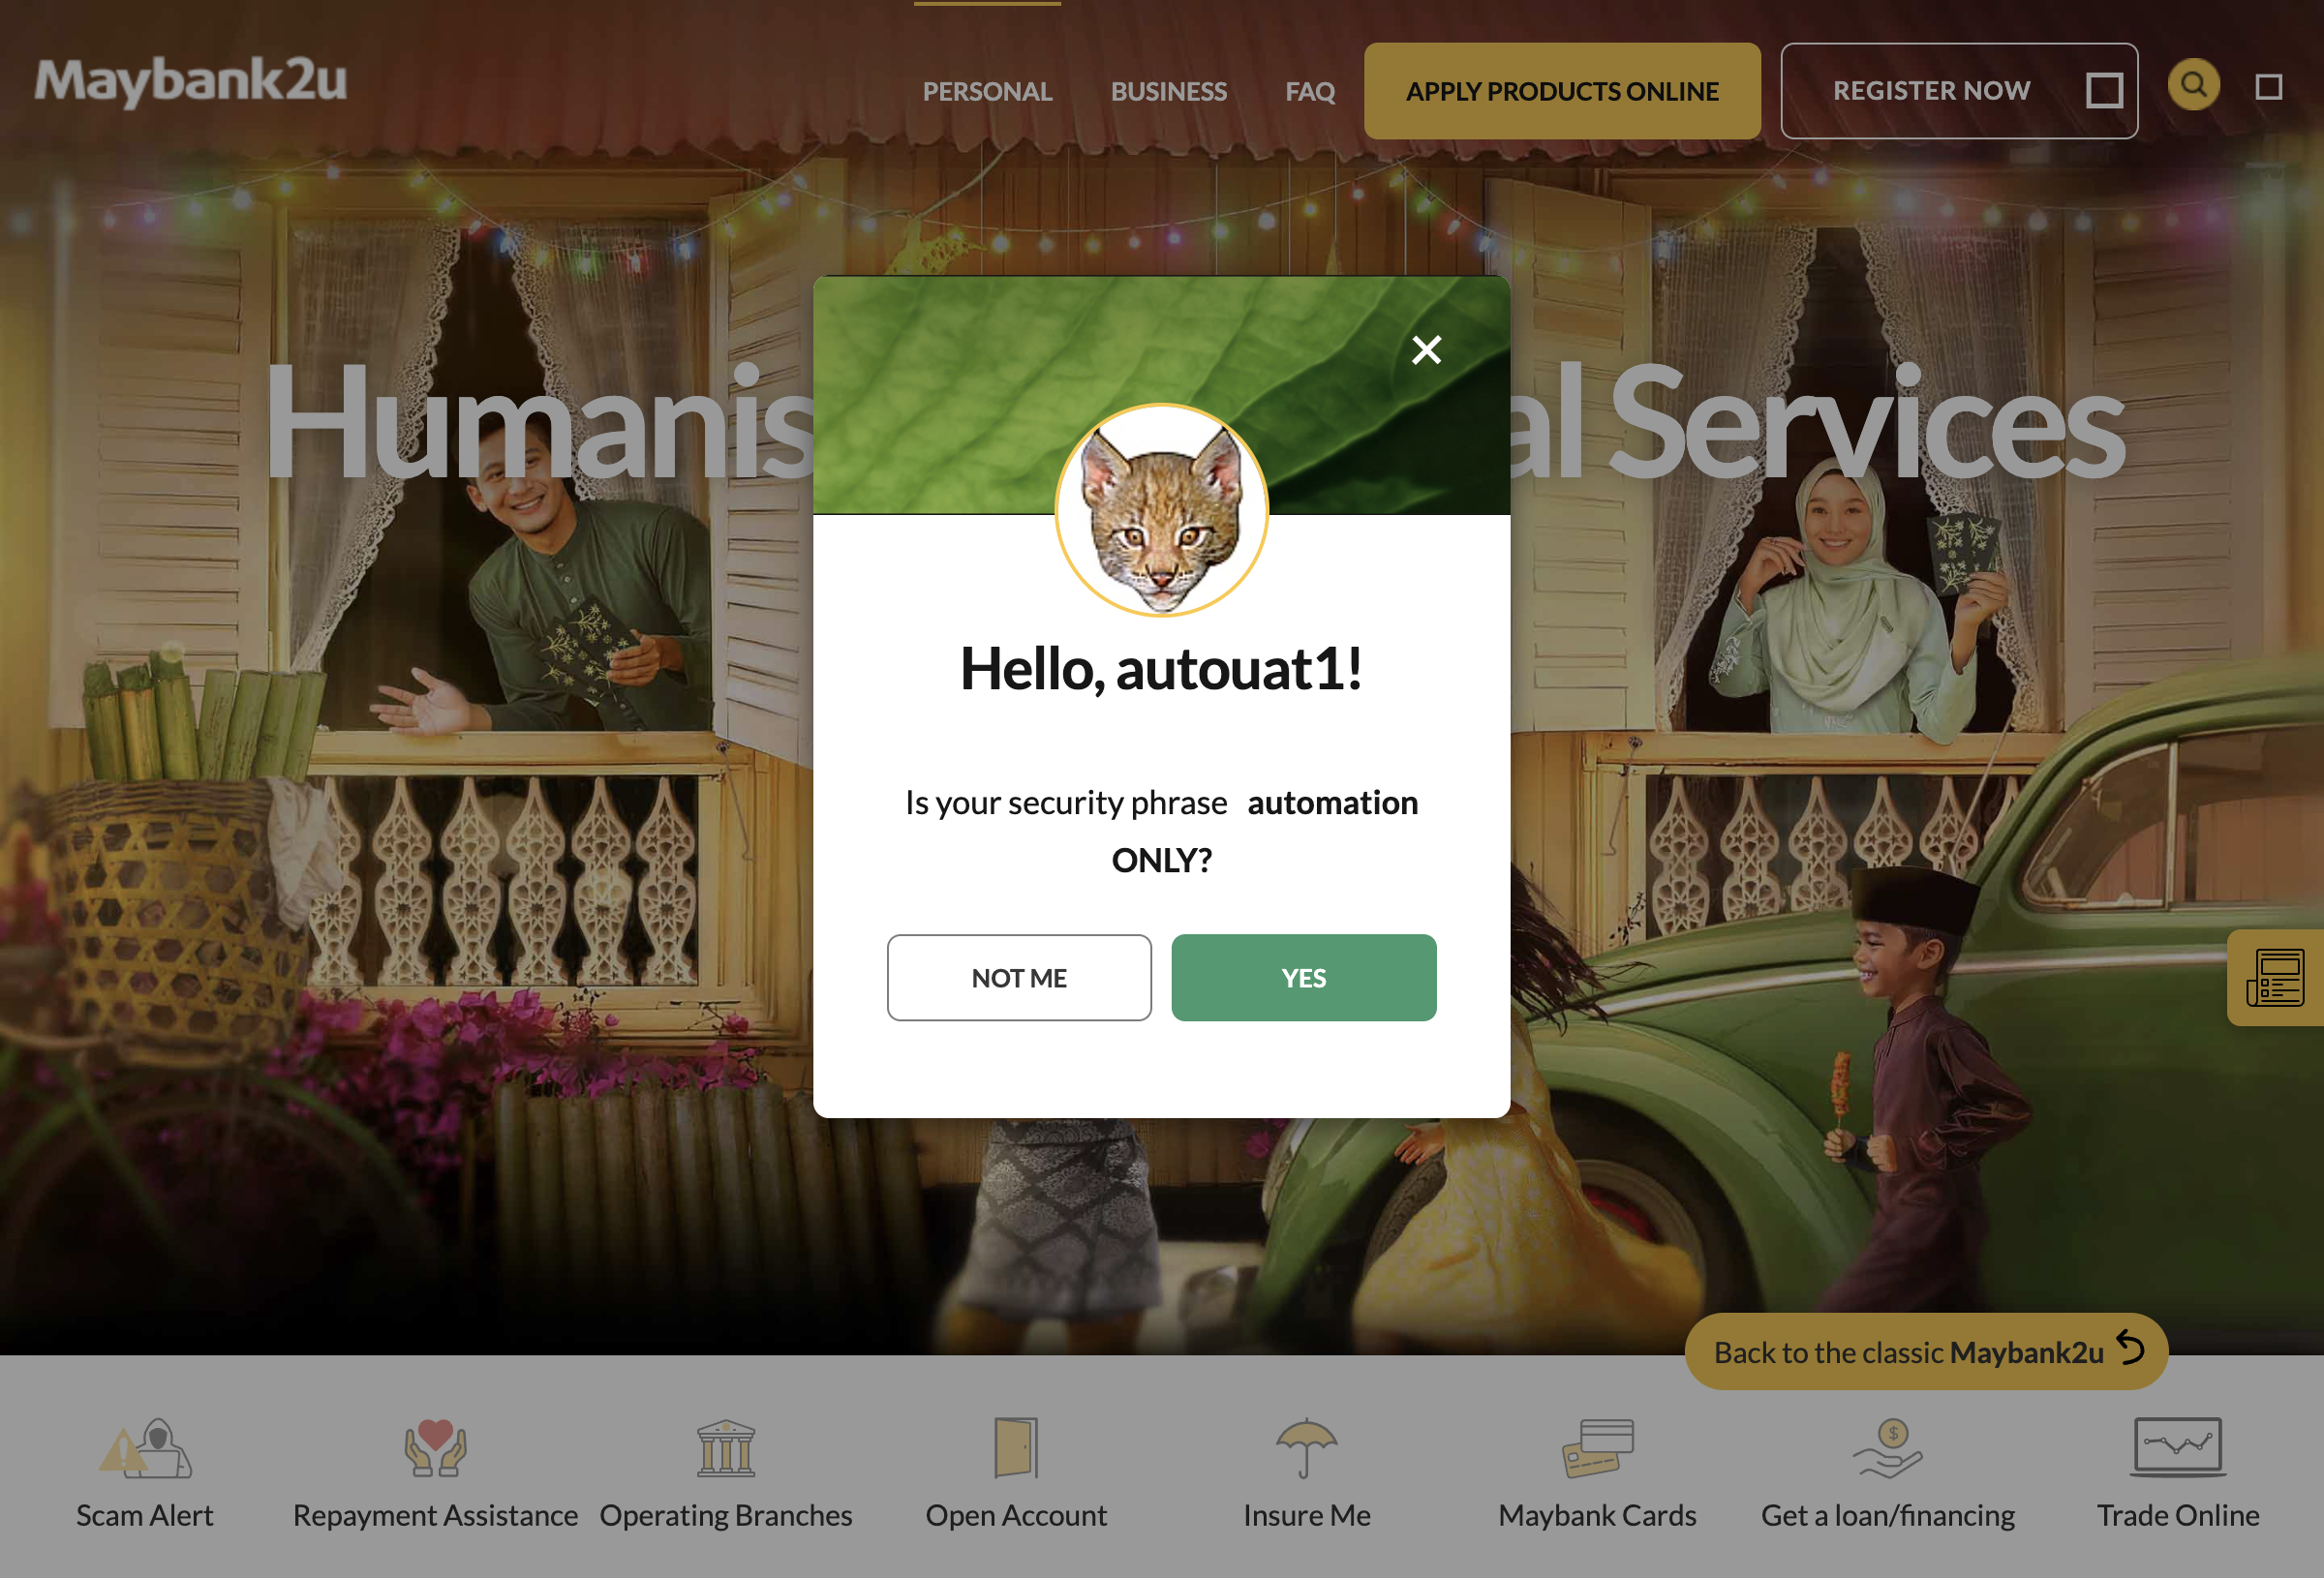 Maybank2u
PERSONAL BUSINESS FAQ APPLY PRODUCTS ONLINE REGISTER NOW
Humanis al Services
Hello, autouat1!
Is your security phrase automation
ONLY?
NOT ME YES
Back to the classic Maybank2u
Scam Alert Repayment Assistance Operating Branches Open Account Insure Me Maybank Cards Get a loan/financing Trade Online